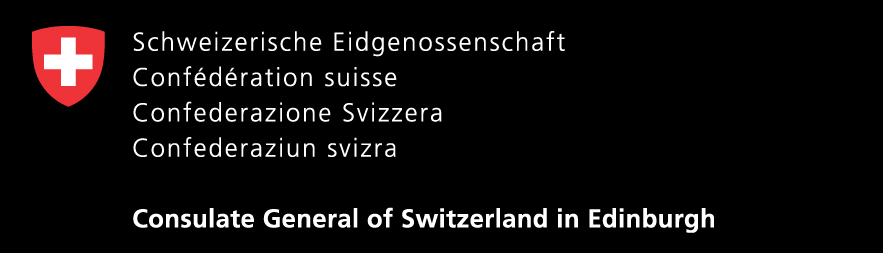 Schweizerische Eidgenossenschaft
Confédération suisse
Confederazione Svizzera
Confederaziun svizra
Consulate General of Switzerland in Edinburgh